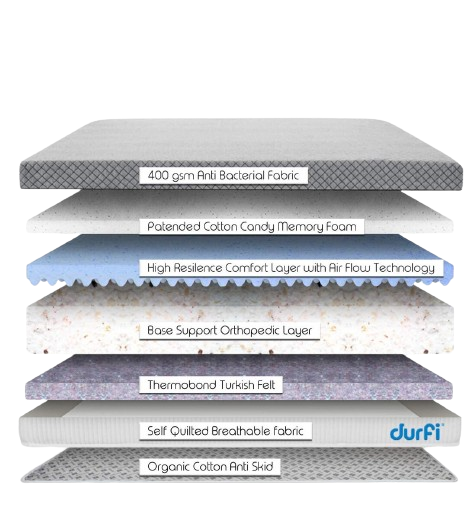 400 gsm Anti Bacterial Fabric
Patended Cotton Candy Memory Foam
High Resilence Comfort Layer with Air Flow Technology
Base Support Orthopedic Layer
Thermobond Turkish Felt
Self Quilted Breathable fabric
durfi
Organic Cotton Anti Skid